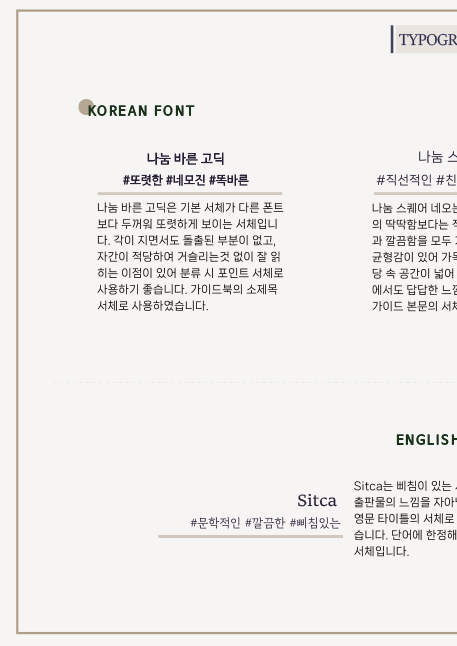 TYPOGR
KOREAN FONT
나눔 바른 고딕
#또렷한 #네모진 #똑바른
나눔 바른 고딕은 기본 서체가 다른 폰트
보다 두꺼워 또렷하게 보이는 서체입니
다. 각이 지면서도 돌출된 부분이 없고,
자간이 적당하여 거슬리는것 없이 잘 읽
히는 이점이 있어 분류 시 포인트 서체로
사용하기 좋습니다. 가이드북의 소제목
서체로 사용하였습니다.
나눔 스
#직선적인 #친
나눔 스퀘어 네오는
의 딱딱함보다는 적
과 깔끔함을 모두
균형감이 있어 가독
당 속 공간이 넓어
에서도 답답한 느낌
가이드 본문의 서체
ENGLISH
Sitca
#문학적인 #깔끔한 #삐침있는
Sitca는 삐침이 있는
출판물의 느낌을 자아
영문 타이틀의 서체로
습니다. 단어에 한정해
서체입니다.